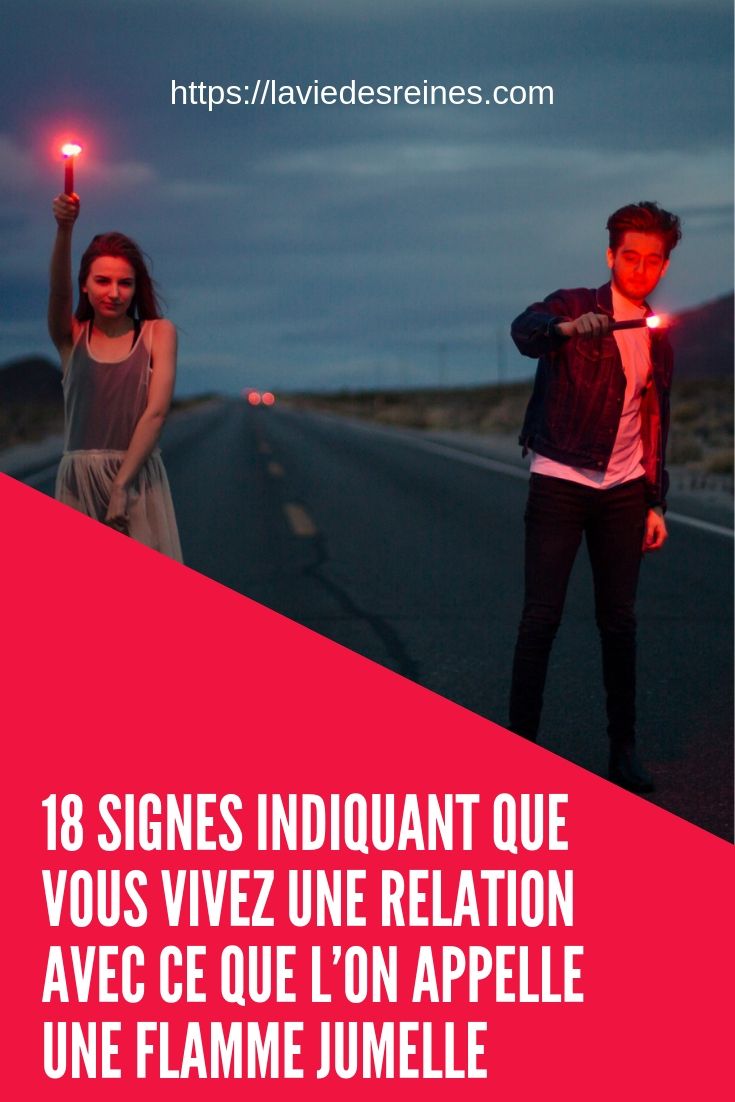 https://laviedesreines.com
18 SIGNES INDIQUANT QUE
VOUS VIVEZ UNE RELATION
AVEC CE QUE L’ON APPELLE
UNE FLAMME JUMELLE